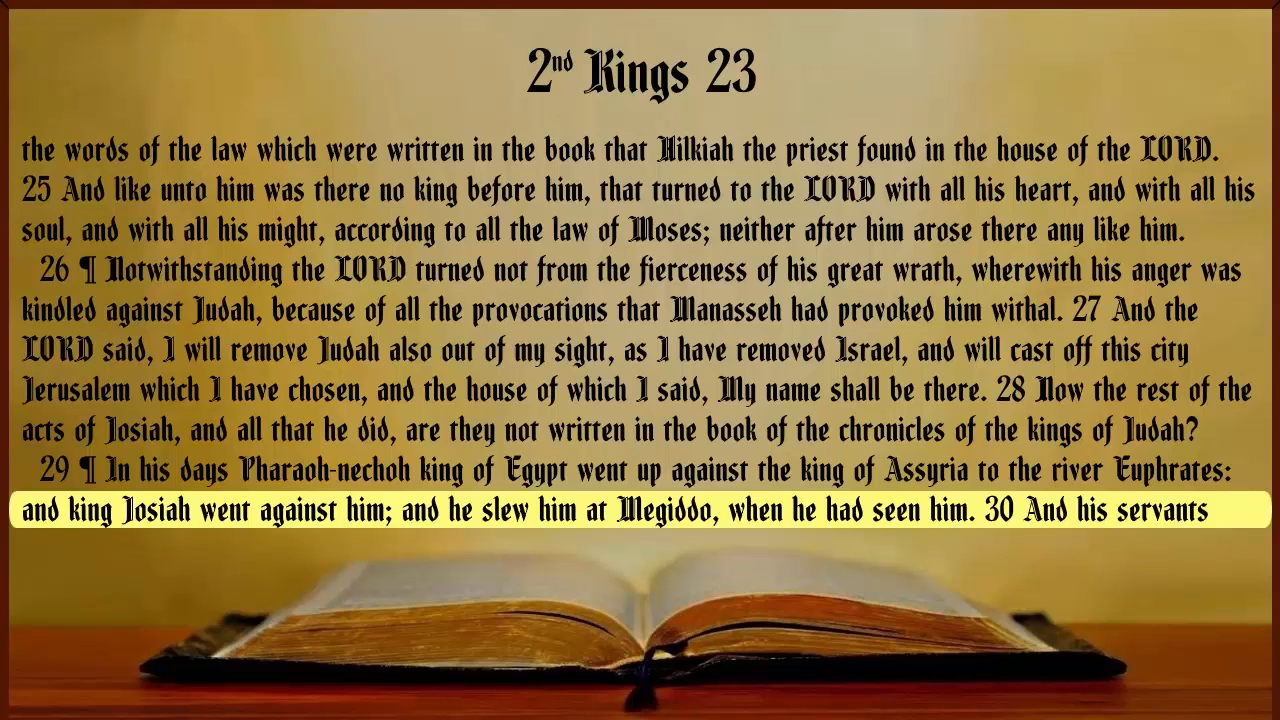 2nd Kings 23
the words of the law which were written in the book that Hilkiah the priest found in the house of the LORD.
25 And like unto him was there no king before him, that turned to the LORD with all his heart, and with all his
soul, and with all his might, according to all the law of Moses; neither after him arose there any like him.
26 ¶ Notwithstanding the LORD turned not from the fierceness of his great wrath, wherewith his anger was
kindled against Judah, because of all the provocations that Manasseh had provoked him withal. 27 And the
LORD said, I will remove Judah also out of my sight, as I have removed Israel, and will cast off this city
Jerusalem which I have chosen, and the house of which I said, My name shall be there. 28 Now the rest of the
acts of Josiah, and all that he did, are they not written in the book of the chronicles of the kings of Judah?
29 ¶ In his days Pharaoh-nechoh king of Egypt went up against the king of Assyria to the river Euphrates:
and king Josiah went against him; and he slew him at Megiddo, when he had seen him. 30 And his servants